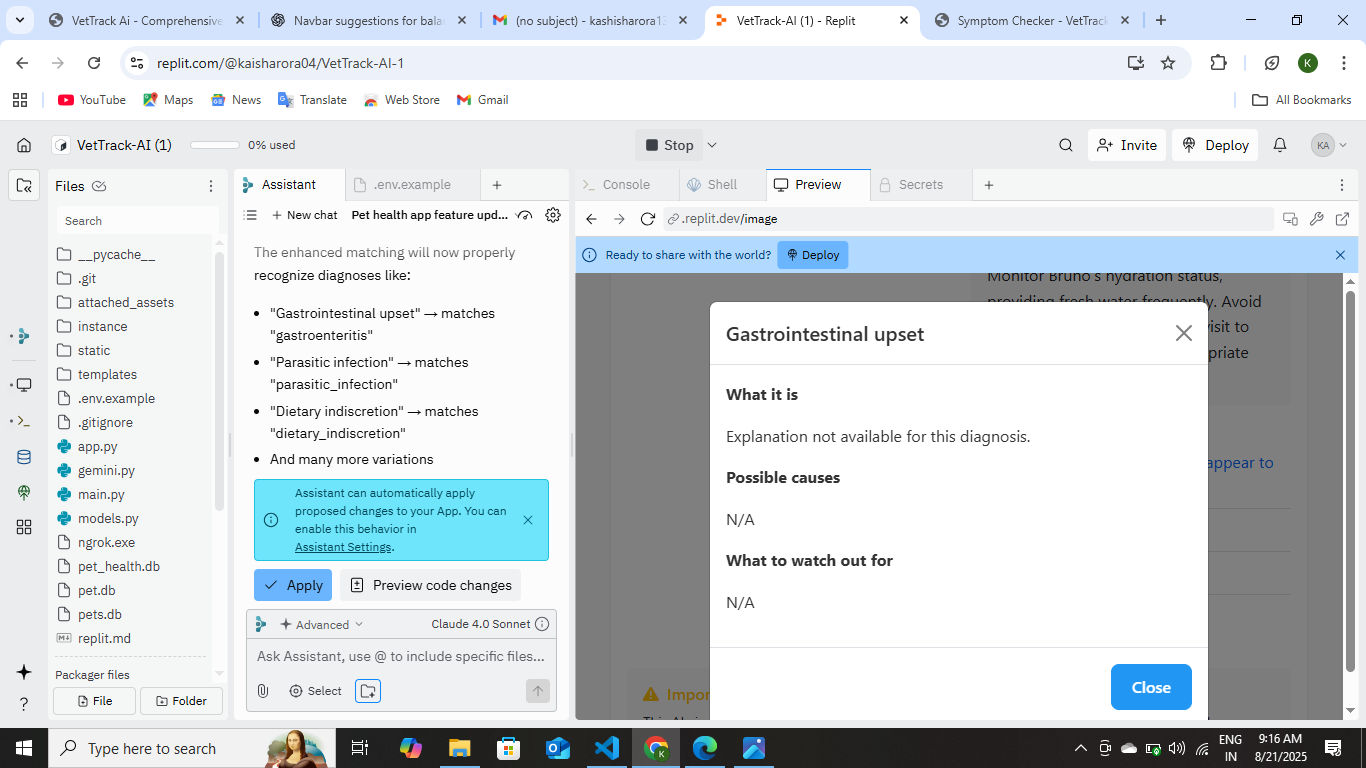 VetTrack Ai - Comprehensive
Navbar suggestions for bala
(no subject) - kashisharora13
VetTrack-AI (1) - Replit
Symptom Checker - VetTrack
replit.com/@kaisharora04/VetTrack-AI-1
K
YouTube
Maps
News
Translate
Web Store
Gmail
All Bookmarks
VetTrack-AI (1)
0% used
Stop
Invite
Deploy
KA
Files
Search
__pycache__
.git
attached_assets
instance
static
templates
.env.example
.gitignore
app.py
gemini.py
main.py
models.py
ngrok.exe
pet_health.db
pet.db
pets.db
replit.md
Packager files
File
Folder
Assistant
.env.example
New chat
Pet health app feature upd...
The enhanced matching will now properly
recognize diagnoses like:
• "Gastrointestinal upset" → matches
"gastroenteritis"
• "Parasitic infection" → matches
"parasitic_infection"
• "Dietary indiscretion" → matches
"dietary_indiscretion"
• And many more variations
Assistant can automatically apply
proposed changes to your App. You can
enable this behavior in
Assistant Settings.
Apply
Preview code changes
Advanced
Claude 4.0 Sonnet
Ask Assistant, use @ to include specific files...
Select
Console
Shell
Preview
Secrets
.replit.dev/image
Ready to share with the world?
Deploy
Monitor Bruno's hydration status,
providing fresh water frequently. Avoid
visit to
priate
appear to
Gastrointestinal upset
What it is
Explanation not available for this diagnosis.
Possible causes
N/A
What to watch out for
N/A
Close
Type here to search
K
ENG
IN
9:16 AM
8/21/2025